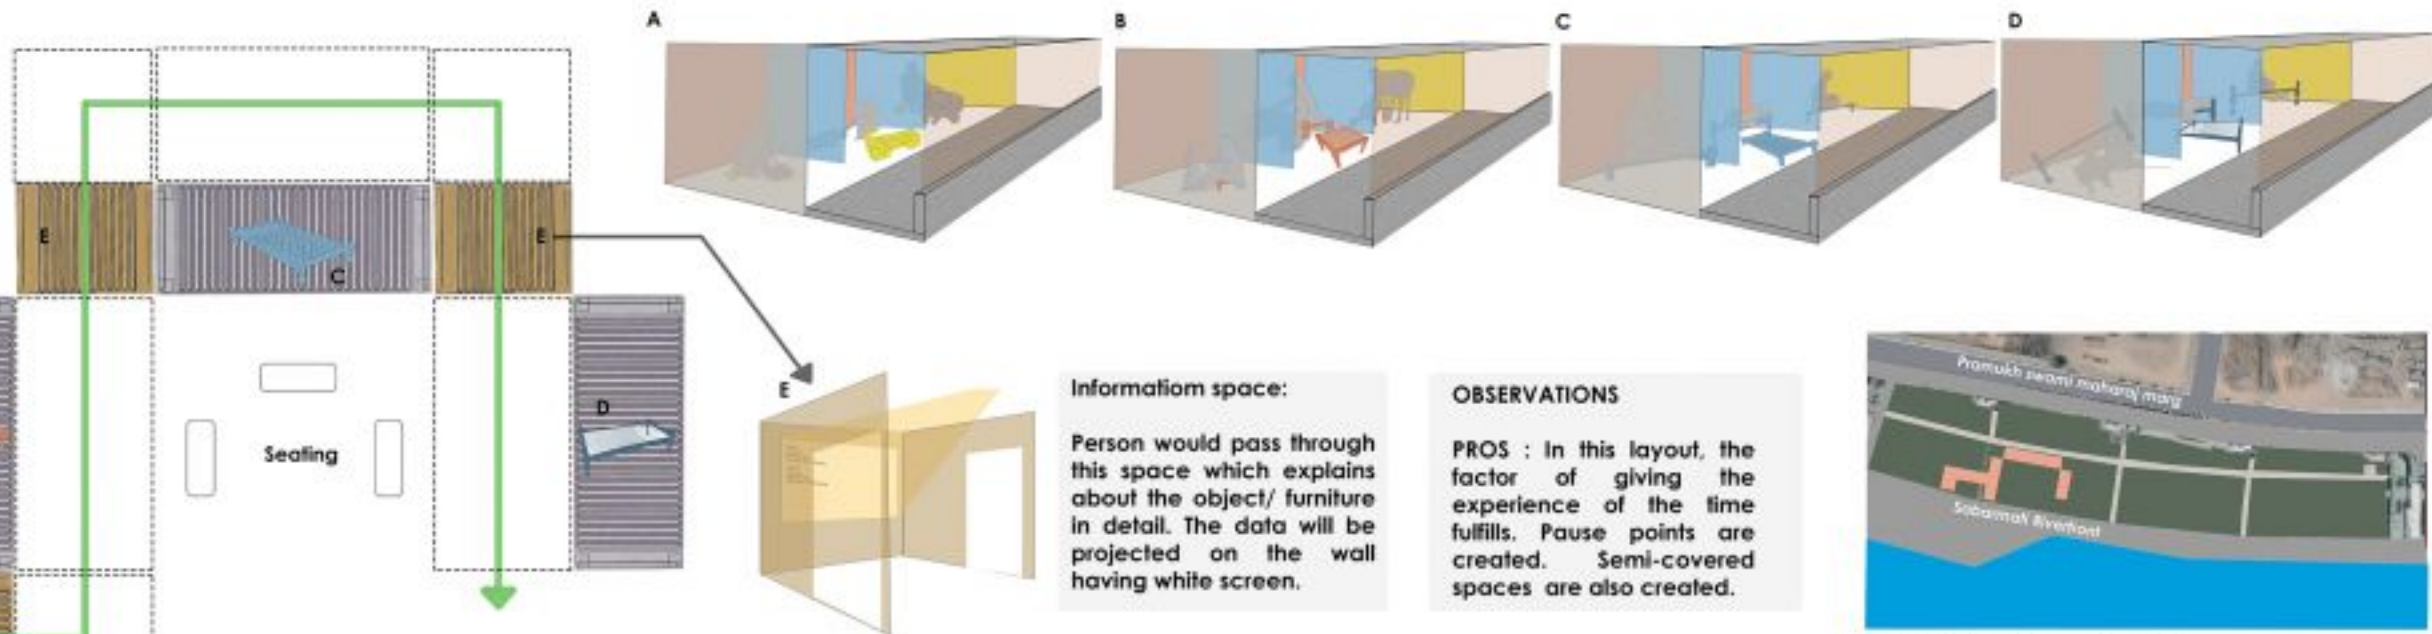 A
B
C
D
E
E
C
D
Seating
E
Informatiom space:
Person would pass through
this space which explains
about the object/ furniture
in detail. The data will be
projected on the wall
having white screen.
OBSERVATIONS
PROS : In this layout, the
factor of giving the
experience of the time
fulfills. Pause points are
created. Semi-covered
spaces are also created.
Pramukh swami maharaj marg
Sabarmati Riverfront